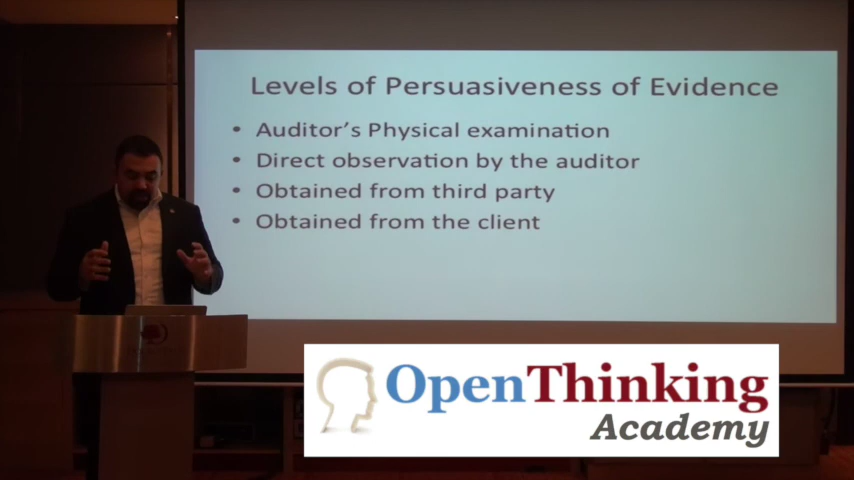 Levels of Persuasiveness of Evidence
• Auditor's Physical examination
• Direct observation by the auditor
• Obtained from third party
• Obtained from the client
OpenThinking
Academy